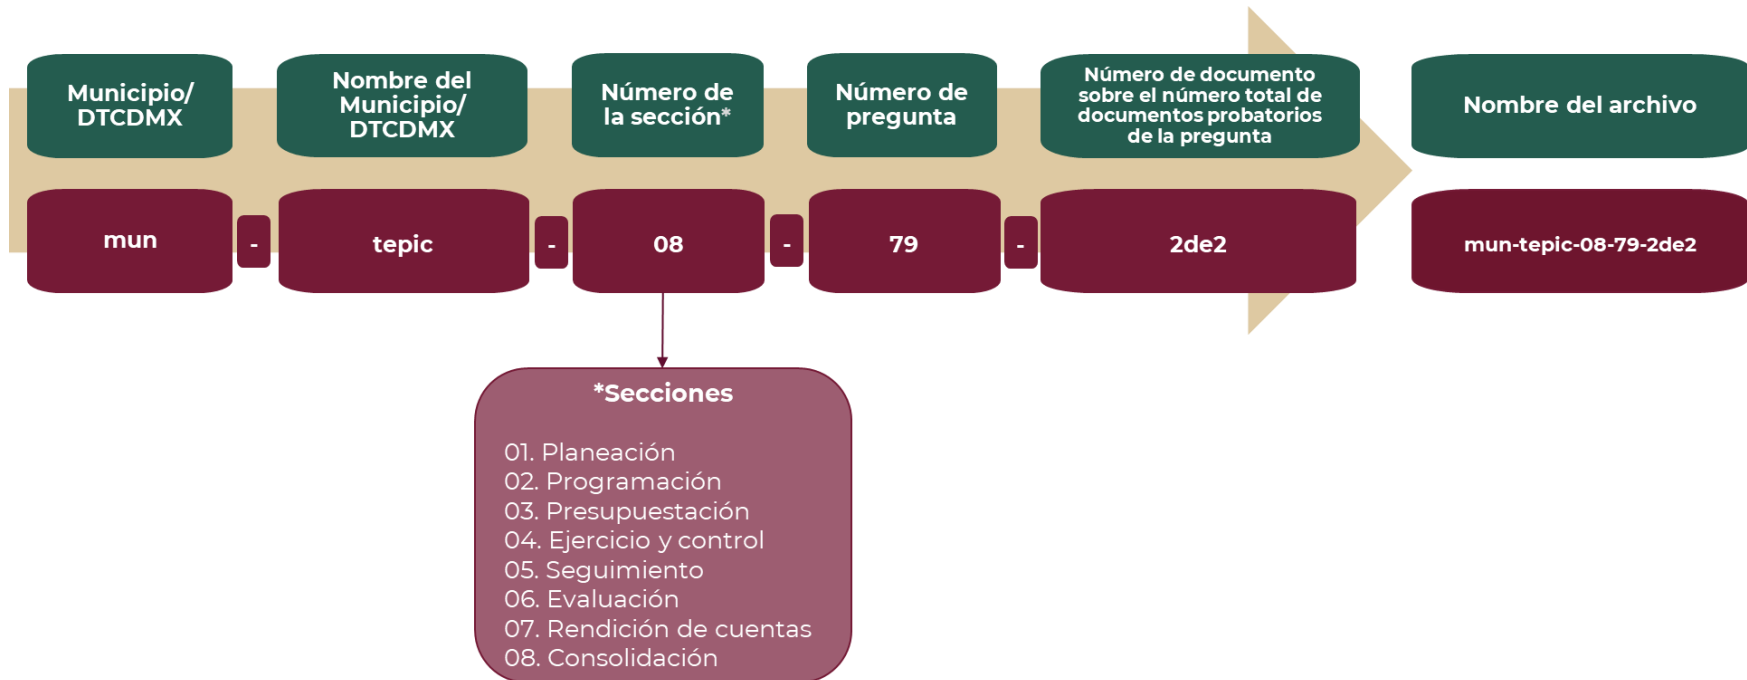 Municipio/
DTCDMX
Nombre del
Municipio/
DTCDMX
Número de
la sección*
Número de
pregunta
Número de documento
sobre el número total de
documentos probatorios
de la pregunta
Nombre del archivo
mun
-
tepic
-
08
-
79
-
2de2
mun-tepic-08-79-2de2
*Secciones
01. Planeación
02. Programación
03. Presupuestación
04. Ejercicio y control
05. Seguimiento
06. Evaluación
07. Rendición de cuentas
08. Consolidación